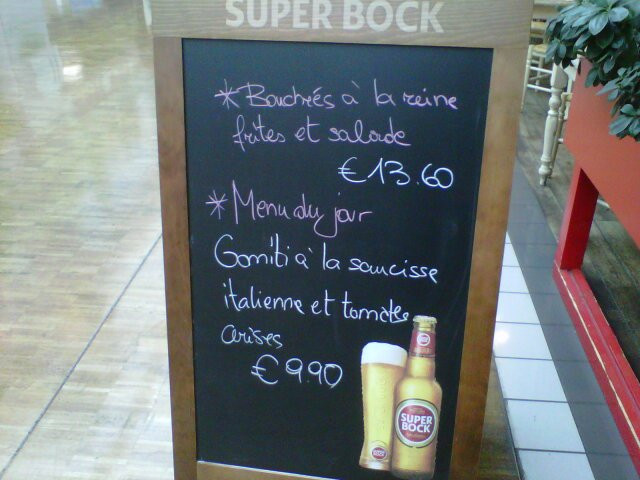 SUPER BOCK
* Bouchées à la reine
frites et salade
€ 13.60
* Menu du jour
Gomiti à la saucisse
italienne et tomates
cerises
€ 9.90
SUPER
BOCK